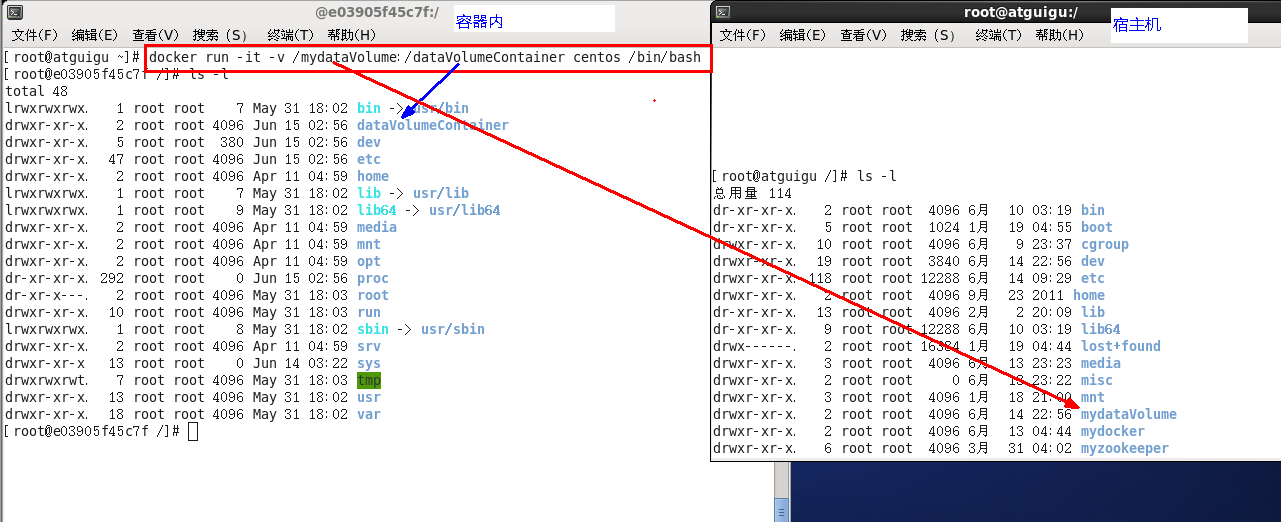 @e03905f45c7f:/
容器内
文件(F) 编辑(E) 查看(V) 搜索 (S) 终端(T) 帮助(H)
[root@atguigu ~]# docker run -it -v /mydataVolume:/dataVolumeContainer centos /bin/bash
[root@e03905f45c7f /]# ls -l
total 48
lrwxrwxrwx. 1 root root 7 May 31 18:02 bin -> usr/bin
drwxr-xr-x. 2 root root 4096 Jun 15 02:56 dataVolumeContainer
drwxr-xr-x. 5 root root 380 Jun 15 02:56 dev
drwxr-xr-x. 47 root root 4096 Jun 15 02:56 etc
drwxr-xr-x. 2 root root 4096 Apr 11 04:59 home
lrwxrwxrwx. 1 root root 7 May 31 18:02 lib -> usr/lib
lrwxrwxrwx. 1 root root 9 May 31 18:02 lib64 -> usr/lib64
drwxr-xr-x. 2 root root 4096 Apr 11 04:59 media
drwxr-xr-x. 2 root root 4096 Apr 11 04:59 mnt
drwxr-xr-x. 2 root root 4096 Apr 11 04:59 opt
dr-xr-xr-x. 292 root root 0 Jun 15 02:56 proc
dr-xr-x---. 2 root root 4096 May 31 18:03 root
drwxr-xr-x. 10 root root 4096 May 31 18:03 run
lrwxrwxrwx. 1 root root 8 May 31 18:02 sbin -> usr/sbin
drwxr-xr-x. 2 root root 4096 Apr 11 04:59 srv
dr-xr-xr-x 13 root root 0 Jun 14 03:22 sys
drwxrwxrwt. 7 root root 4096 May 31 18:03 tmp
drwxr-xr-x. 13 root root 4096 May 31 18:02 usr
drwxr-xr-x. 18 root root 4096 May 31 18:02 var
[root@e03905f45c7f /]#
root@atguigu:/
宿主机
文件(F) 编辑(E) 查看(V) 搜索 (S) 终端(T) 帮助(H)
[root@atguigu /]# ls -l
总用量 114
dr-xr-xr-x. 2 root root 4096 6月 10 03:19 bin
dr-xr-xr-x. 5 root root 1024 1月 19 04:55 boot
drwxr-xr-x. 10 root root 4096 6月 9 23:37 cgroup
drwxr-xr-x. 19 root root 3840 6月 14 22:56 dev
drwxr-xr-x. 118 root root 12288 6月 14 09:29 etc
drwxr-xr-x. 2 root root 4096 9月 23 2011 home
dr-xr-xr-x. 13 root root 4096 2月 2 20:09 lib
dr-xr-xr-x. 9 root root 12288 6月 10 03:19 lib64
drwx------. 2 root root 16384 1月 19 04:44 lost+found
drwxr-xr-x. 3 root root 4096 6月 13 23:23 media
drwxr-xr-x. 2 root root 0 6月 13 23:22 misc
drwxr-xr-x. 3 root root 4096 1月 18 21:00 mnt
drwxr-xr-x. 2 root root 4096 6月 14 22:56 mydataVolume
drwxr-xr-x. 2 root root 4096 6月 13 04:44 mydocker
drwxr-xr-x. 6 root root 4096 3月 31 04:02 myzookeeper